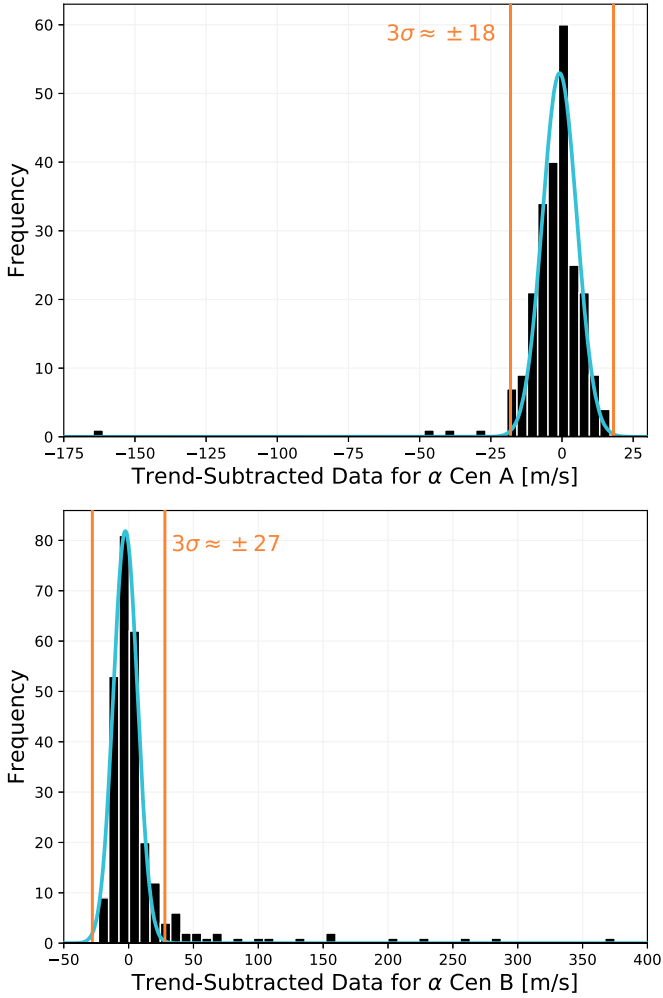 3σ ≈ ±18
60
50
40
30
20
10
0
Frequency
−175 −150 −125 −100 −75 −50 −25 0 25
Trend-Subtracted Data for α Cen A [m/s]
3σ ≈ ±27
80
70
60
50
40
30
20
10
0
Frequency
−50 0 50 100 150 200 250 300 350 400
Trend-Subtracted Data for α Cen B [m/s]